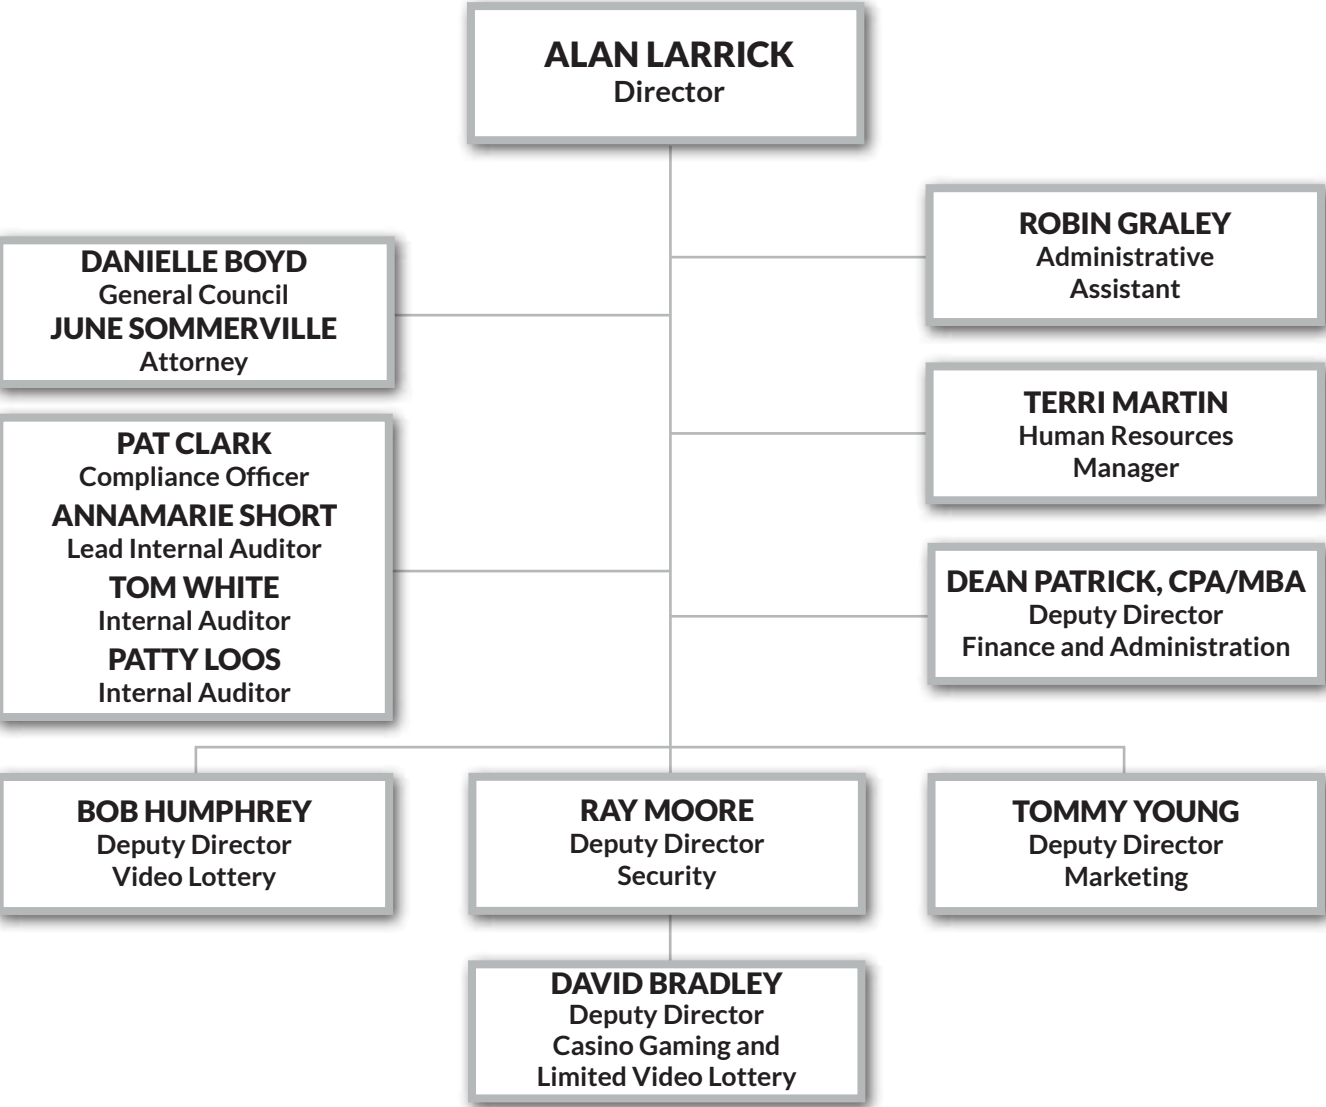 ALAN LARRICK
Director
ROBIN GRALEY
Administrative
Assistant
DANIELLE BOYD
General Council
JUNE SOMMERVILLE
Attorney
TERRI MARTIN
Human Resources
Manager
PAT CLARK
Compliance Officer
ANNAMARIE SHORT
Lead Internal Auditor
TOM WHITE
Internal Auditor
PATTY LOOS
Internal Auditor
DEAN PATRICK, CPA/MBA
Deputy Director
Finance and Administration
BOB HUMPHREY
Deputy Director
Video Lottery
RAY MOORE
Deputy Director
Security
TOMMY YOUNG
Deputy Director
Marketing
DAVID BRADLEY
Deputy Director
Casino Gaming and
Limited Video Lottery